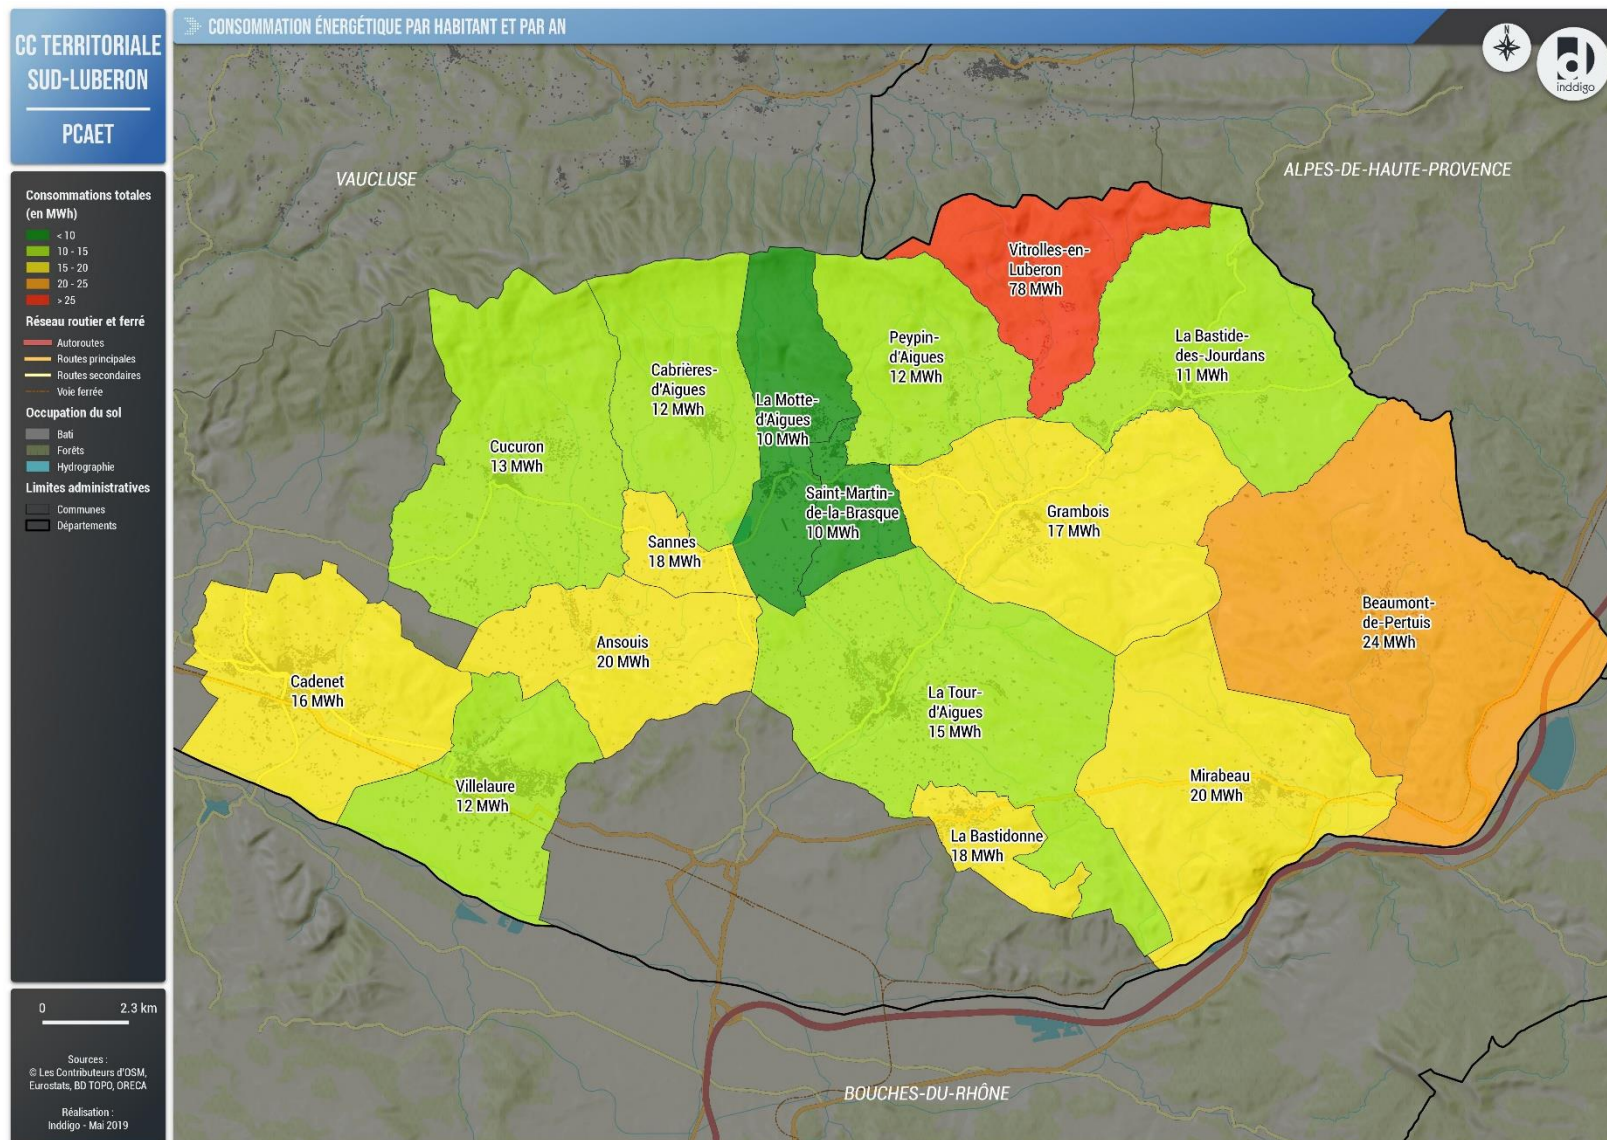 CC TERRITORIALE
SUD-LUBERON
PCAET
CONSOMMATION ÉNERGÉTIQUE PAR HABITANT ET PAR AN
N
inddigo
Consommations totales
(en MWh)
< 10
10 - 15
15 - 20
20 - 25
> 25
Réseau routier et ferré
Autoroutes
Routes principales
Routes secondaires
Voie ferrée
Occupation du sol
Bati
Forêts
Hydrographie
Limites administratives
Communes
Départements
0 2.3 km
Sources :
© Les Contributeurs d'OSM,
Eurostats, BD TOPO, ORECA
Réalisation :
Inddigo - Mai 2019
VAUCLUSE
ALPES-DE-HAUTE-PROVENCE
Vitrolles-en-
Luberon
78 MWh
La Bastide-
des-Jourdans
11 MWh
Peypin-
d'Aigues
12 MWh
Cabrières-
d'Aigues
12 MWh
La Motte-
d'Aigues
10 MWh
Cucuron
13 MWh
Saint-Martin-
de-la-Brasque
10 MWh
Grambois
17 MWh
Sannes
18 MWh
Beaumont-
de-Pertuis
24 MWh
Ansouis
20 MWh
Cadenet
16 MWh
La Tour-
d'Aigues
15 MWh
Villelaure
12 MWh
Mirabeau
20 MWh
La Bastidonne
18 MWh
BOUCHES-DU-RHÔNE